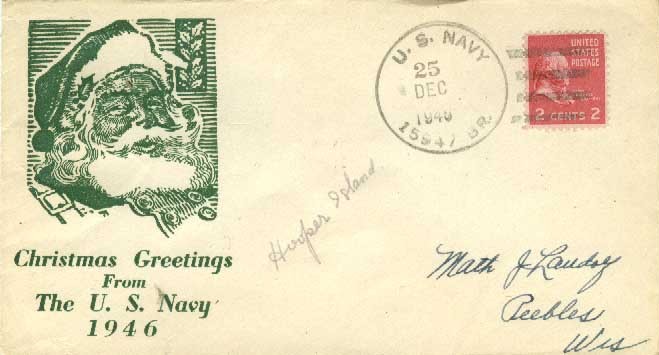 U. S. NAVY
25
DEC
1946
15947 BR.
UNITED
STATES
POSTAGE
2 CENTS 2
Hooper Island
Christmas Greetings
From
The U. S. Navy
1946
Math J
Peebles
Wis